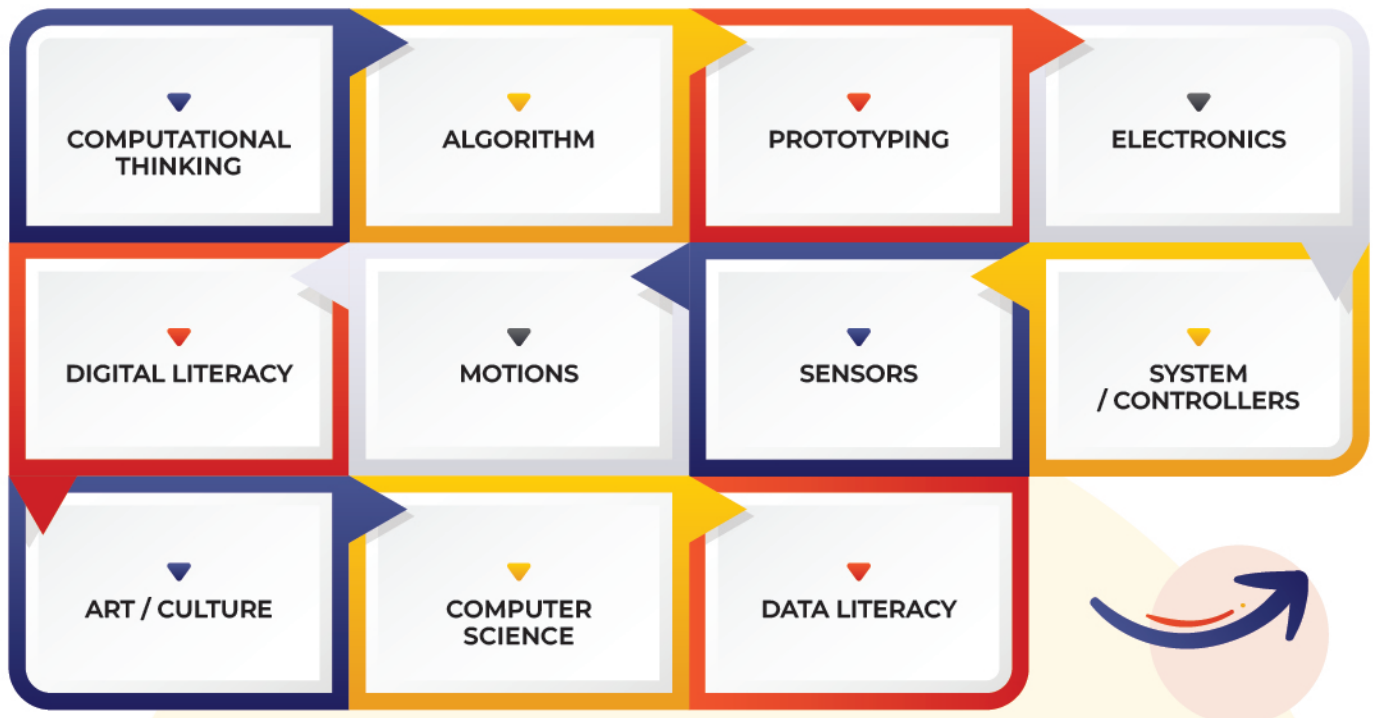 COMPUTATIONAL
THINKING
ALGORITHM
PROTOTYPING
ELECTRONICS
DIGITAL LITERACY
MOTIONS
SENSORS
SYSTEM
/ CONTROLLERS
ART / CULTURE
COMPUTER
SCIENCE
DATA LITERACY